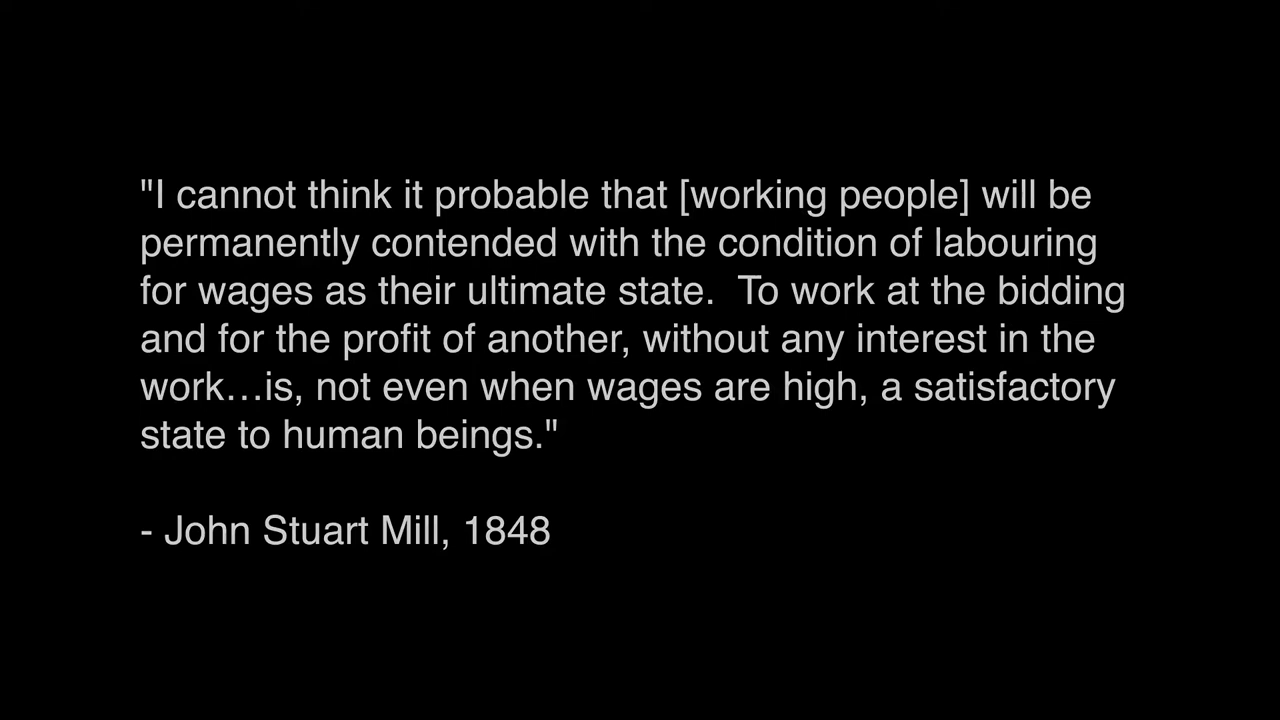 "I cannot think it probable that [working people] will be
permanently contended with the condition of labouring
for wages as their ultimate state.  To work at the bidding
and for the profit of another, without any interest in the
work…is, not even when wages are high, a satisfactory
state to human beings."
- John Stuart Mill, 1848